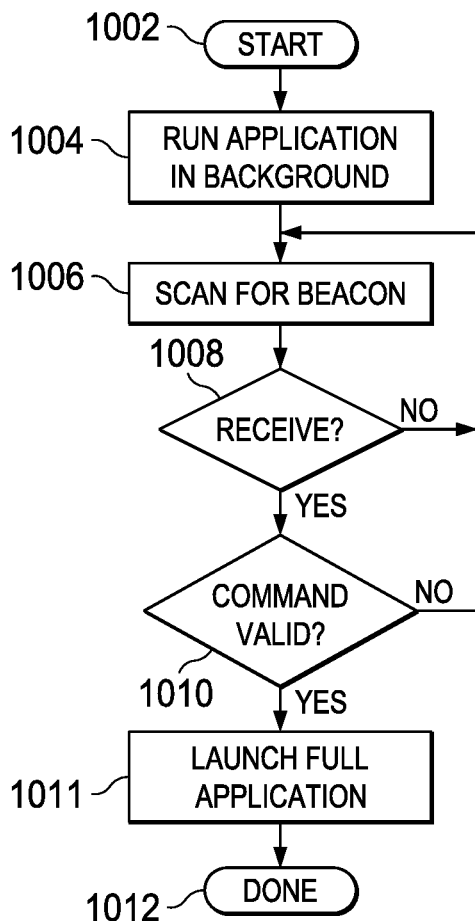 1002
START
1004
RUN APPLICATION
IN BACKGROUND
1006
SCAN FOR BEACON
1008
RECEIVE?
NO
YES
COMMAND
VALID?
NO
1010
YES
1011
LAUNCH FULL
APPLICATION
1012
DONE